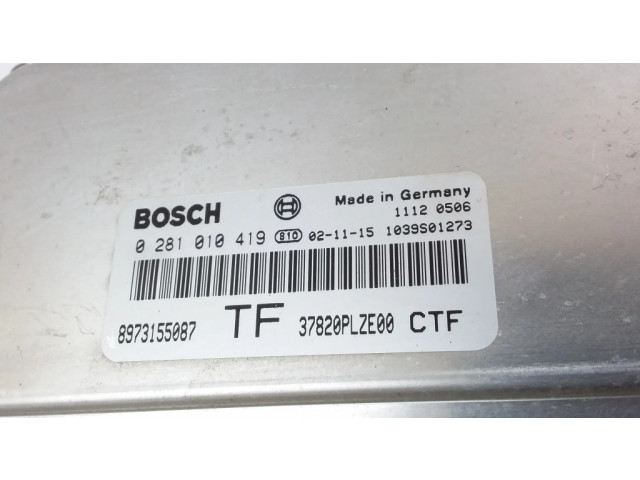 BOSCH Made in Germany
1112 0506
0 281 010 419 810 02-11-15 1039S01273
8973155087 TF 37820PLZE00 CTF